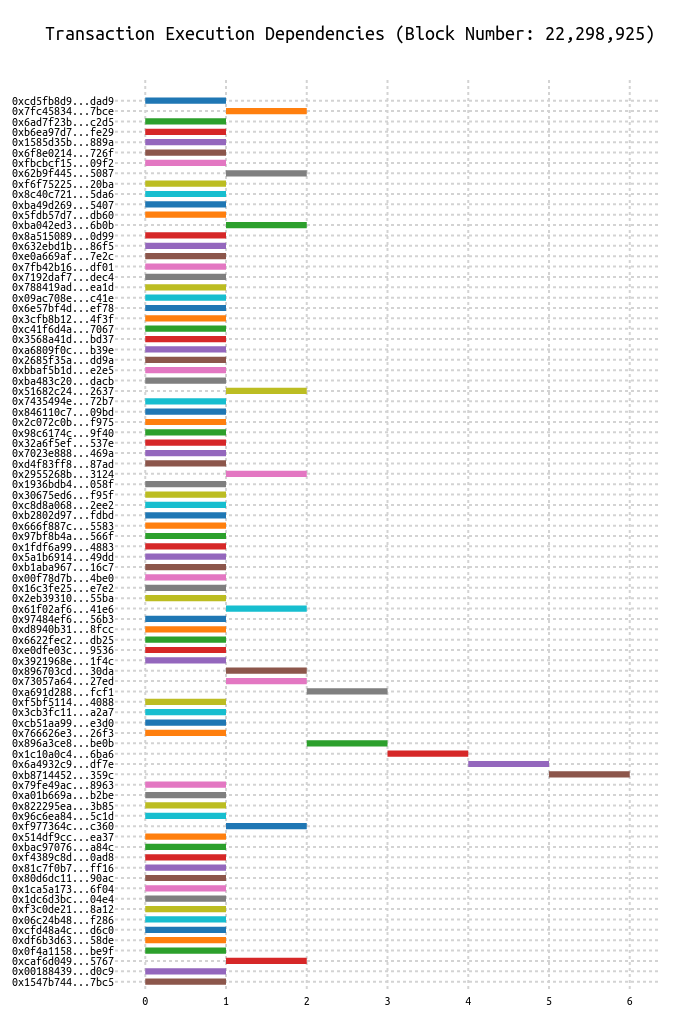 Transaction Execution Dependencies (Block Number: 22,298,925)
0xcd5fb8d9...dad9
0x7fc45834...7bce
0x6ad7f23b...c2d5
0xb6ea97d7...fe29
0x1585d35b...889a
0x6f8e0214...726f
0xfbcbcf15...09f2
0x62b9f445...5087
0xf6f75225...20ba
0x8c40c721...5da6
0xba49d269...5407
0x5fdb57d7...db60
0xba042ed3...6b0b
0x8a515089...0d99
0x632ebd1b...86f5
0xe0a669af...7e2c
0x7fb42b16...df01
0x7192daf7...dec4
0x788419ad...ea1d
0x09ac708e...c41e
0x6e57bf4d...ef78
0x3cfb8b12...4f3f
0xc41f6d4a...7067
0x3568a41d...bd37
0xa6809f0c...b39e
0x2685f35a...dd9a
0xbbaf5b1d...e2e5
0xba483c20...dacb
0x51682c24...2637
0x7435494e...72b7
0x846110c7...09bd
0x2c072c0b...f975
0x98c6174c...9f40
0x32a6f5ef...537e
0x7023e888...469a
0xd4f83ff8...87ad
0x2955268b...3124
0x1936bdb4...058f
0x30675ed6...f95f
0xc8d8a068...2ee2
0xb2802d97...fdbd
0x666f887c...5583
0x97bf8b4a...566f
0x1fdf6a99...4883
0x5a1b6914...49dd
0xb1aba967...16c7
0x00f78d7b...4be0
0x16c3fe25...e7e2
0x2eb39310...55ba
0x61f02af6...41e6
0x97484ef6...56b3
0xd8940b31...8fcc
0x6622fec2...db25
0xe0dfe03c...9536
0x3921968e...1f4c
0x896703cd...30da
0x73057a64...27ed
0xa691d288...fcf1
0xf5bf5114...4088
0x3cb3fc11...a2a7
0xcb51aa99...e3d0
0x766626e3...26f3
0x896a3ce8...be0b
0x1c10a0c4...6ba6
0x6a4932c9...df7e
0xb8714452...359c
0x79fe49ac...8963
0xa01b669a...b2be
0x822295ea...3b85
0x96c6ea84...5c1d
0xf977364c...c360
0x514df9cc...ea37
0xbac97076...a84c
0xf4389c8d...0ad8
0x81c7f0b7...ff16
0x80d6dc11...90ac
0x1ca5a173...6f04
0x1dc6d3bc...04e4
0xf3c0de21...8a12
0x06c24b48...f286
0xcfd48a4c...d6c0
0xdf6b3d63...58de
0x0f4a1158...be9f
0xcaf6d049...5767
0x00188439...d0c9
0x1547b744...7bc5
0 1 2 3 4 5 6